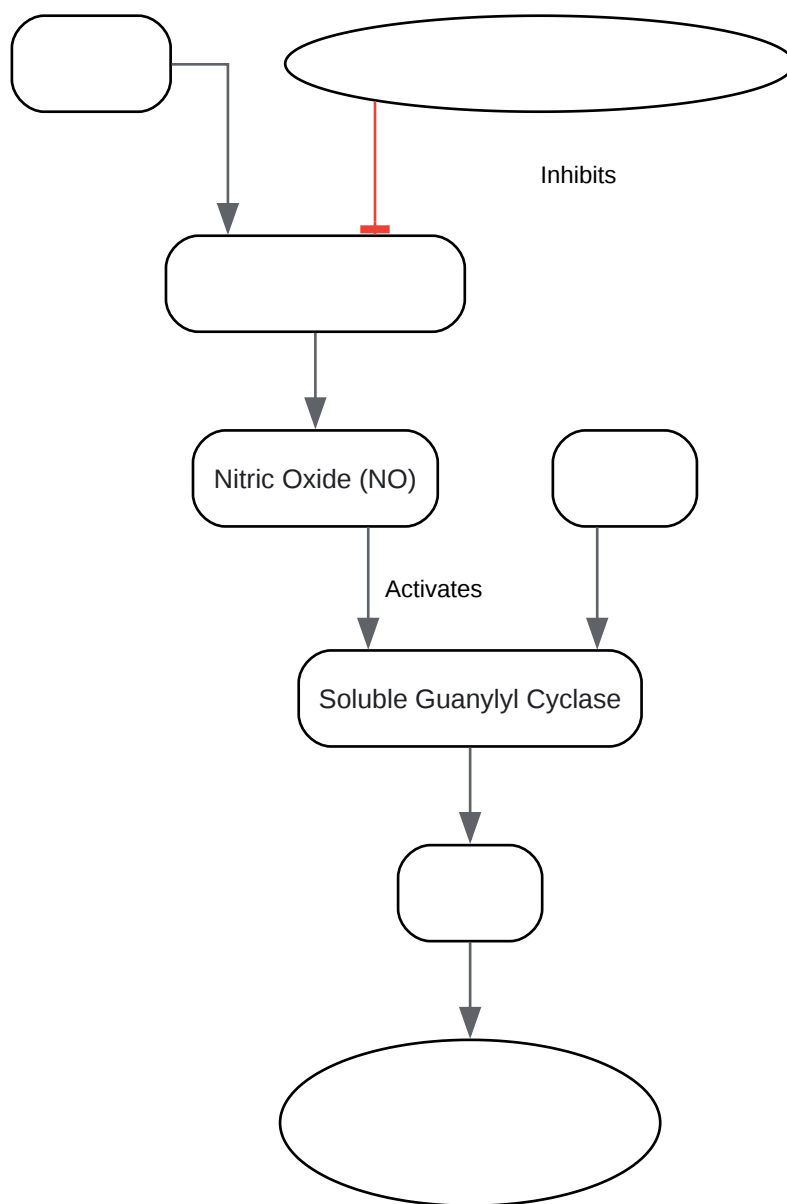 Inhibits
Nitric Oxide (NO)
Activates
Soluble Guanylyl Cyclase